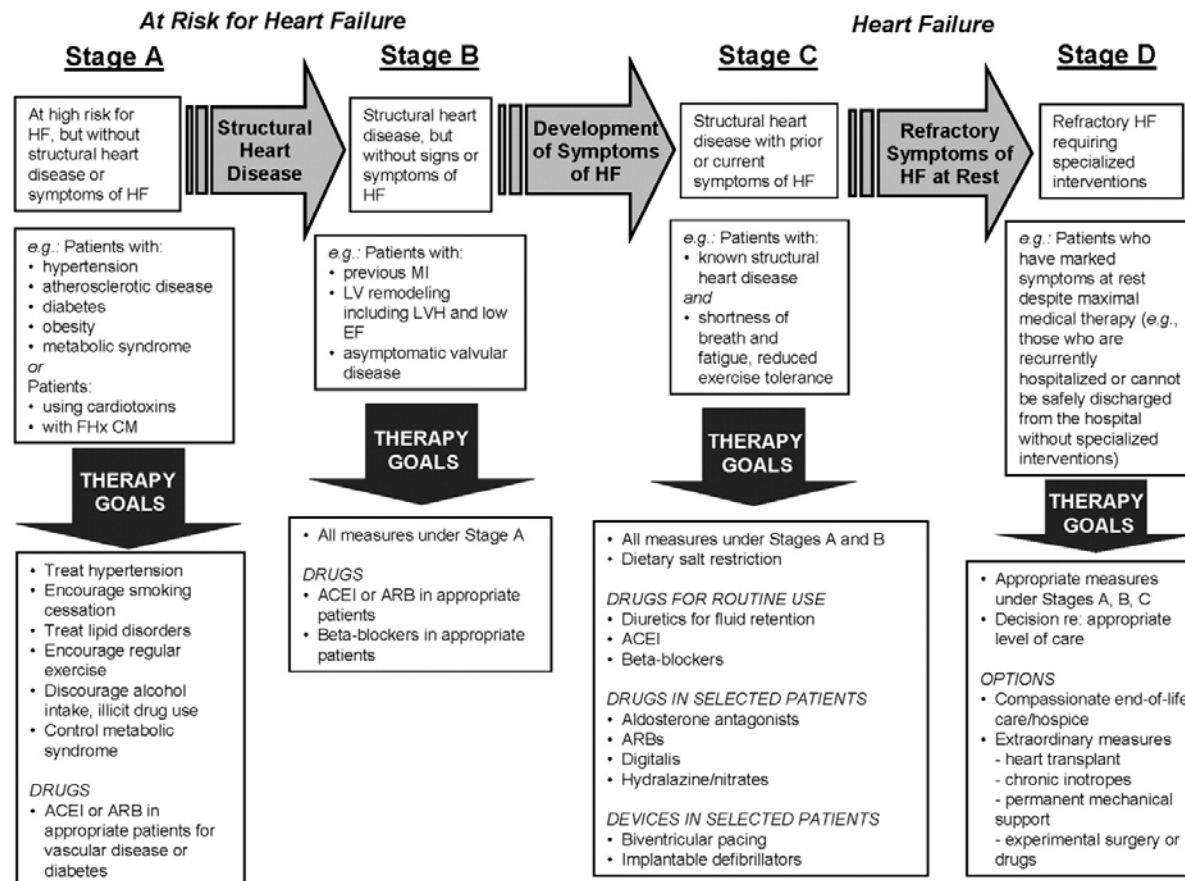 At Risk for Heart Failure
Heart Failure
Stage A
Stage B
Stage C
Stage D
At high risk for
HF, but without
structural heart
disease or
symptoms of HF
Structural
Heart
Disease
Structural heart
disease, but
without signs or
symptoms of
HF
Development
of Symptoms
of HF
Structural heart
disease with prior
or current
symptoms of HF
Refractory
Symptoms of
HF at Rest
Refractory HF
requiring
specialized
interventions
e.g.: Patients with:
• hypertension
• atherosclerotic disease
• diabetes
• obesity
• metabolic syndrome
or
Patients:
• using cardiotoxins
• with FHx CM
e.g.: Patients with:
• previous MI
• LV remodeling
including LVH and low
EF
• asymptomatic valvular
disease
e.g.: Patients with:
• known structural
heart disease
and
• shortness of
breath and
fatigue, reduced
exercise tolerance
e.g.: Patients who
have marked
symptoms at rest
despite maximal
medical therapy (e.g.,
those who are
recurrently
hospitalized or cannot
be safely discharged
from the hospital
without specialized
interventions)
THERAPY
GOALS
THERAPY
GOALS
THERAPY
GOALS
THERAPY
GOALS
• Treat hypertension
• Encourage smoking
cessation
• Treat lipid disorders
• Encourage regular
exercise
• Discourage alcohol
intake, illicit drug use
• Control metabolic
syndrome
DRUGS
• ACEI or ARB in
appropriate patients for
vascular disease or
diabetes
• All measures under Stage A
DRUGS
• ACEI or ARB in appropriate
patients
• Beta-blockers in appropriate
patients
• All measures under Stages A and B
• Dietary salt restriction
DRUGS FOR ROUTINE USE
• Diuretics for fluid retention
• ACEI
• Beta-blockers
DRUGS IN SELECTED PATIENTS
• Aldosterone antagonists
• ARBs
• Digitalis
• Hydralazine/nitrates
DEVICES IN SELECTED PATIENTS
• Biventricular pacing
• Implantable defibrillators
• Appropriate measures
under Stages A, B, C
• Decision re: appropriate
level of care
OPTIONS
• Compassionate end-of-life
care/hospice
• Extraordinary measures
- heart transplant
- chronic inotropes
- permanent mechanical
support
- experimental surgery or
drugs